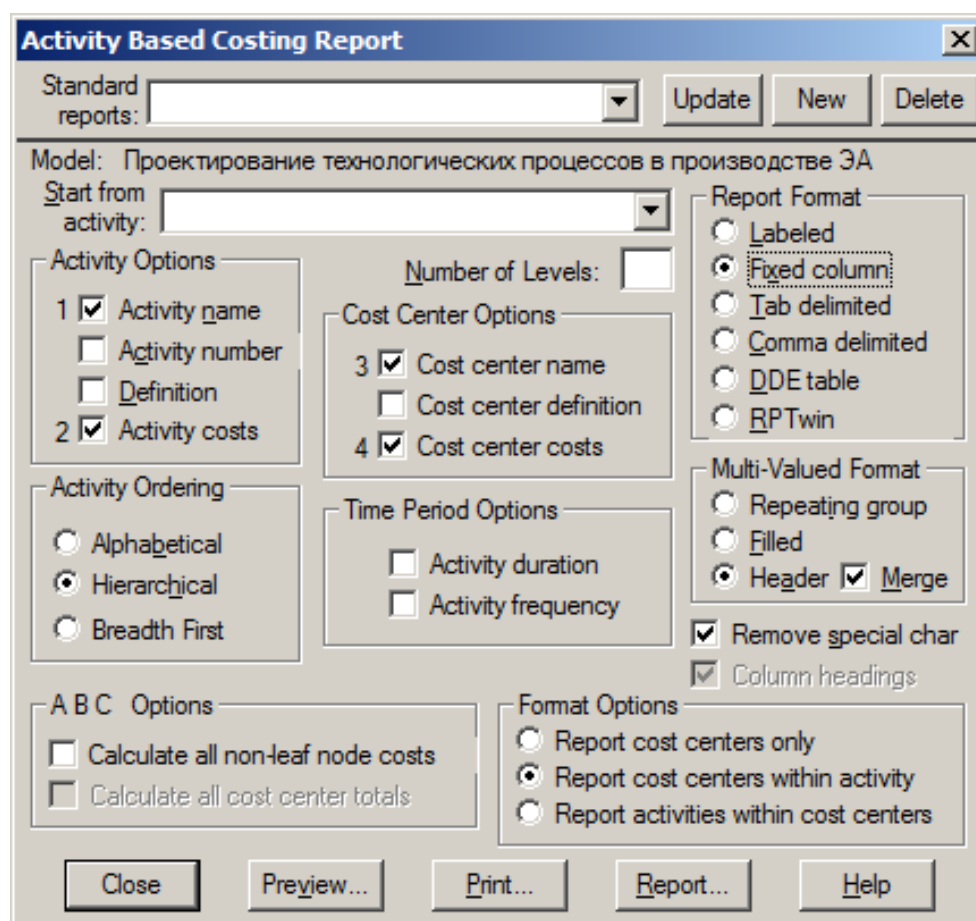 Activity Based Costing Report
Standard reports:
Update New Delete
Model: Проектирование технологических процессов в производстве ЭА
Start from activity:
Number of Levels:
Activity Options
1 Activity name
Activity number
Definition
2 Activity costs
Cost Center Options
3 Cost center name
Cost center definition
4 Cost center costs
Report Format
Labeled
Fixed column
Tab delimited
Comma delimited
DDE table
RPTwin
Activity Ordering
Alphabetical
Hierarchical
Breadth First
Time Period Options
Activity duration
Activity frequency
Multi-Valued Format
Repeating group
Filled
Header Merge
Remove special char
Column headings
A B C Options
Calculate all non-leaf node costs
Calculate all cost center totals
Format Options
Report cost centers only
Report cost centers within activity
Report activities within cost centers
Close Preview... Print... Report... Help